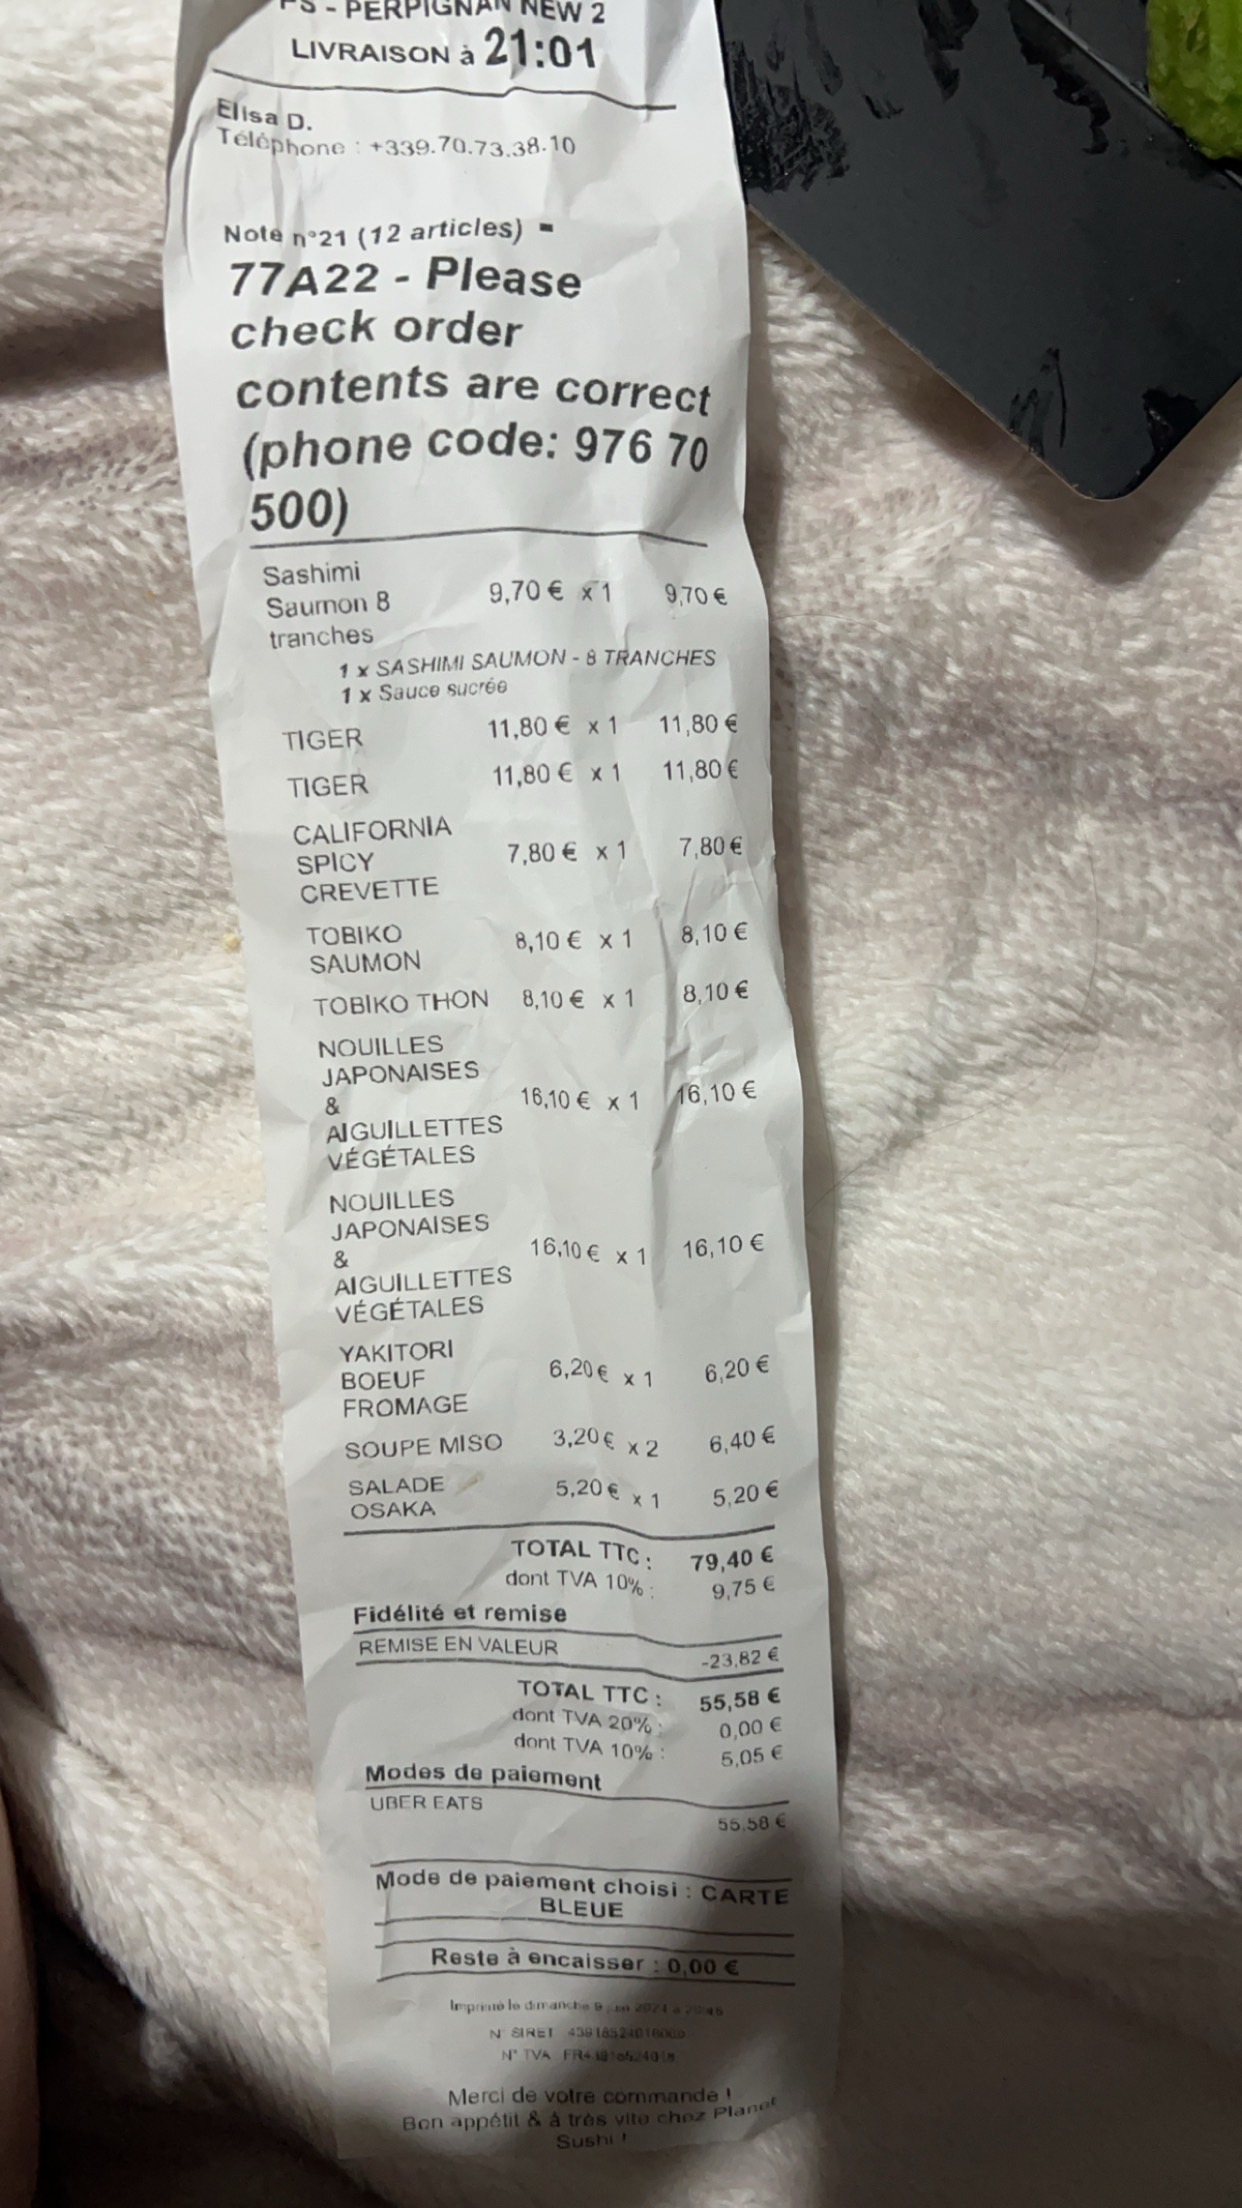 PS - PERPIGNAN NEW 2
LIVRAISON à 21:01
Elisa D.
Téléphone : +339.70.73.38.10
Note n°21 (12 articles) -
77A22 - Please
check order
contents are correct
(phone code: 976 70
500)
Sashimi
Saumon 8 9,70 € x 1 9,70 €
tranches
1 x SASHIMI SAUMON - 8 TRANCHES
1 x Sauce sucrée
TIGER 11,80 € x 1 11,80 €
TIGER 11,80 € x 1 11,80 €
CALIFORNIA
SPICY 7,80 € x 1 7,80 €
CREVETTE
TOBIKO 8,10 € x 1 8,10 €
SAUMON
TOBIKO THON 8,10 € x 1 8,10 €
NOUILLES
JAPONAISES
& 16,10 € x 1 16,10 €
AIGUILLETTES
VÉGÉTALES
NOUILLES
JAPONAISES
& 16,10 € x 1 16,10 €
AIGUILLETTES
VÉGÉTALES
YAKITORI
BOEUF 6,20 € x 1 6,20 €
FROMAGE
SOUPE MISO 3,20 € x 2 6,40 €
SALADE 5,20 € x 1 5,20 €
OSAKA
TOTAL TTC : 79,40 €
dont TVA 10% : 9,75 €
Fidélité et remise
REMISE EN VALEUR -23,82 €
TOTAL TTC : 55,58 €
dont TVA 20% : 0,00 €
dont TVA 10% : 5,05 €
Modes de paiement
UBER EATS 55,58 €
Mode de paiement choisi : CARTE
BLEUE
Reste à encaisser : 0,00 €
Imprimé le dimanche 9 2024 à
N° SIRET
N° TVA
Merci de votre commande !
Bon appétit & à très vite chez Planet
Sushi !